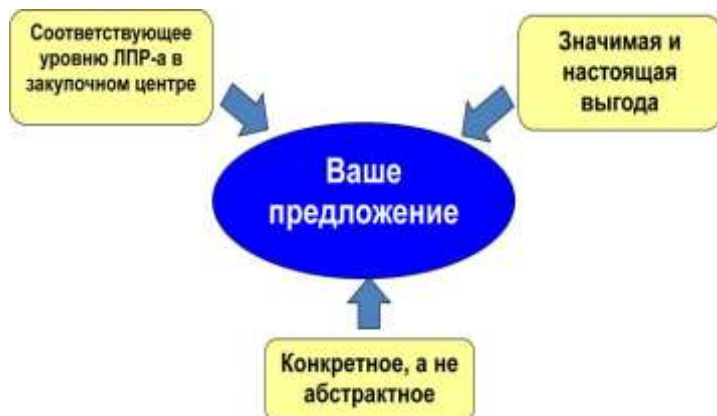 Соответствующее
уровню ЛПР-а в
закупочном центре
Значимая и
настоящая
выгода
Ваше
предложение
Конкретное, а не
абстрактное